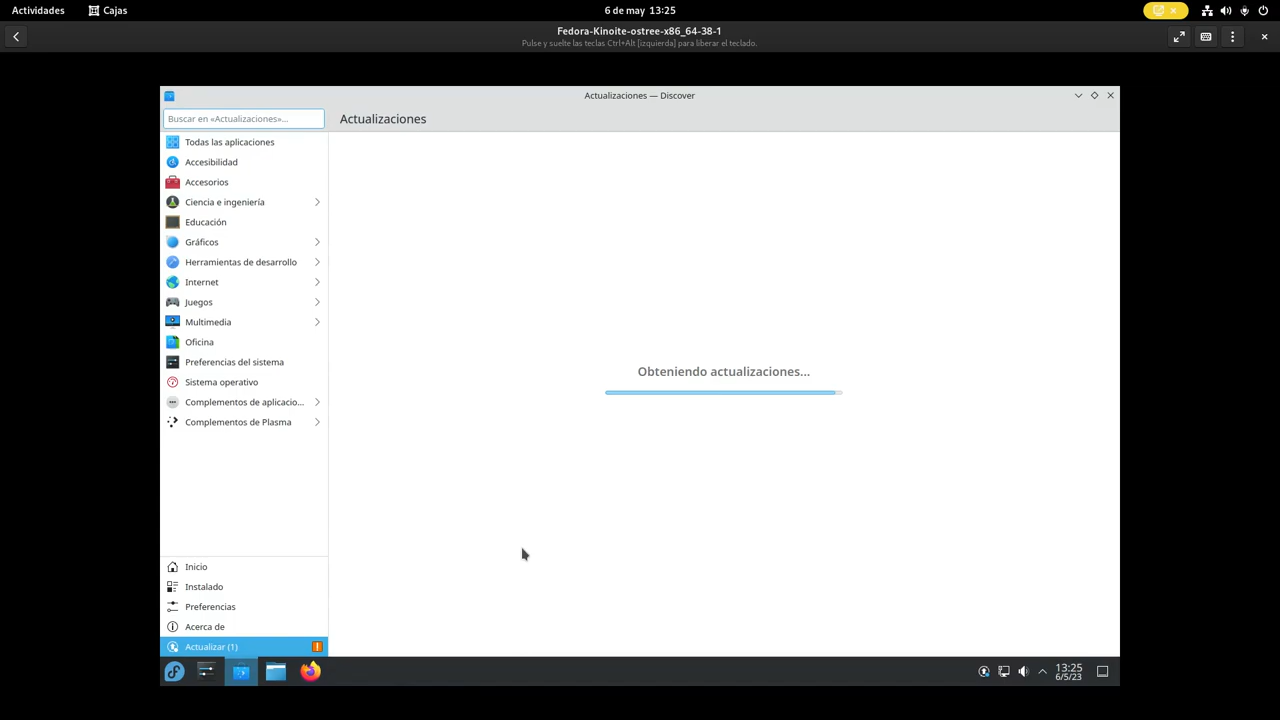 Actividades
Cajas
6 de may 13:25
Fedora-Kinoite-ostree-x86_64-38-1
Pulse y suelte las teclas Ctrl+Alt [izquierda] para liberar el teclado.
Actualizaciones — Discover
Buscar en «Actualizaciones»...
Actualizaciones
Todas las aplicaciones
Accesibilidad
Accesorios
Ciencia e ingeniería
Educación
Gráficos
Herramientas de desarrollo
Internet
Juegos
Multimedia
Oficina
Preferencias del sistema
Sistema operativo
Complementos de aplicacio...
Complementos de Plasma
Obteniendo actualizaciones...
Inicio
Instalado
Preferencias
Acerca de
Actualizar (1)
13:25
6/5/23